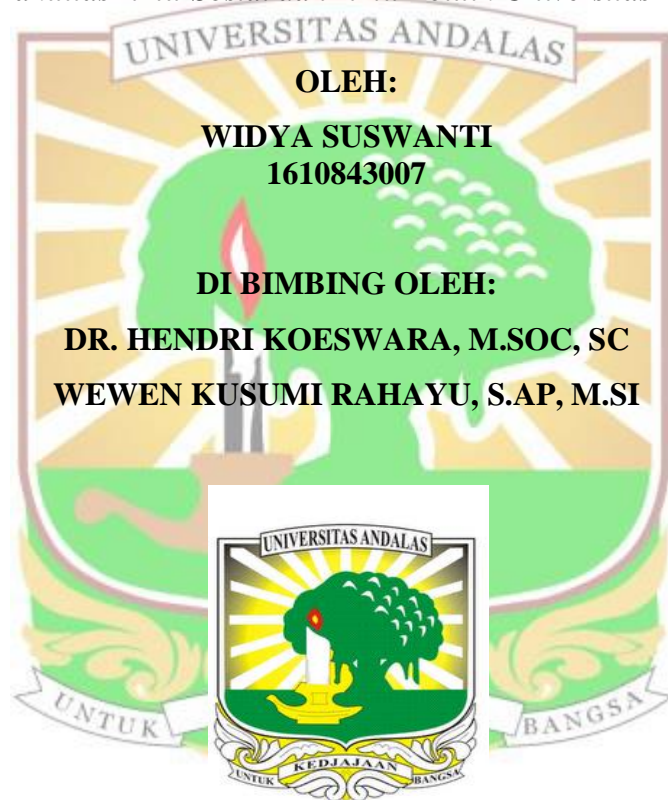 UNIVERSITAS ANDALAS
OLEH:
WIDYA SUSWANTI
1610843007
DI BIMBING OLEH:
DR. HENDRI KOESWARA, M.SOC, SC
WEWEN KUSUMI RAHAYU, S.AP, M.SI
UNIVERSITAS ANDALAS
UNTUK BANGSA
UNTUK KEDJAJAAN BANGSA